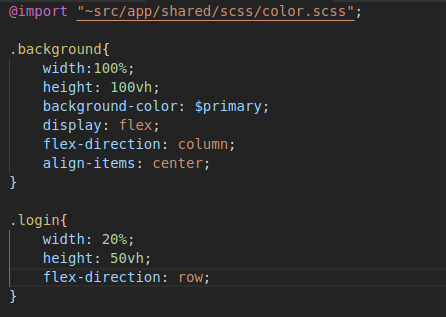 @import "~src/app/shared/scss/color.scss";
.background{
width:100%;
height: 100vh;
background-color: $primary;
display: flex;
flex-direction: column;
align-items: center;
}
.login{
width: 20%;
height: 50vh;
flex-direction: row;
}